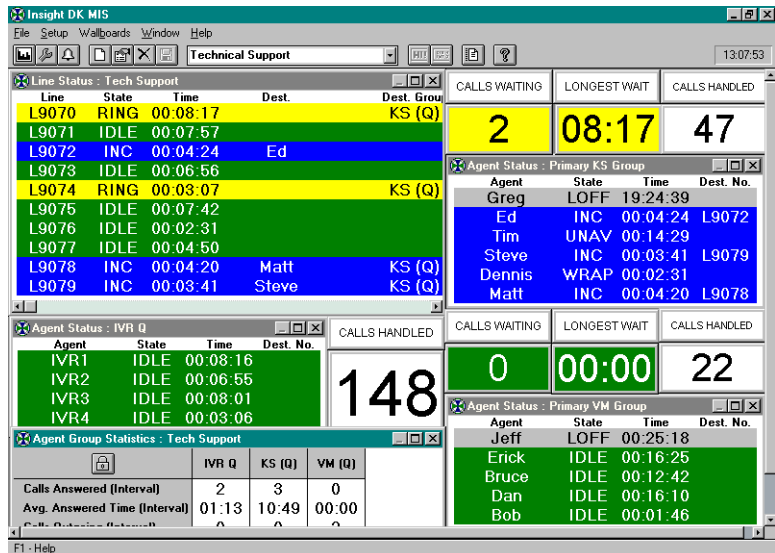 Insight DK MIS
File Setup Wallboards Window Help
Technical Support
13:07:53
Line Status : Tech Support
Line State Time Dest. Dest. Grou
L9070 RING 00:08:17 KS (Q)
L9071 IDLE 00:07:57
L9072 INC 00:04:24 Ed
L9073 IDLE 00:06:56
L9074 RING 00:03:07 KS (Q)
L9075 IDLE 00:07:42
L9076 IDLE 00:02:31
L9077 IDLE 00:04:50
L9078 INC 00:04:20 Matt KS (Q)
L9079 INC 00:03:41 Steve KS (Q)
CALLS WAITING LONGEST WAIT CALLS HANDLED
2 08:17 47
Agent Status : Primary KS Group
Agent State Time Dest. No.
Greg LOFF 19:24:39
Ed INC 00:04:24 L9072
Tim UNAV 00:14:29
Steve INC 00:03:41 L9079
Dennis WRAP 00:02:31
Matt INC 00:04:20 L9078
Agent Status : IVR Q
Agent State Time Dest. No.
IVR1 IDLE 00:08:16
IVR2 IDLE 00:06:55
IVR3 IDLE 00:08:01
IVR4 IDLE 00:03:06
CALLS HANDLED
148
CALLS WAITING LONGEST WAIT CALLS HANDLED
0 00:00 22
Agent Status : Primary VM Group
Agent State Time Dest. No.
Jeff LOFF 00:25:18
Erick IDLE 00:16:25
Bruce IDLE 00:12:42
Dan IDLE 00:16:10
Bob IDLE 00:01:46
Agent Group Statistics : Tech Support
IVR Q KS (Q) VM (Q)
Calls Answered (Interval) 2 3 0
Avg. Answered Time (Interval) 01:13 10:49 00:00
F1 - Help